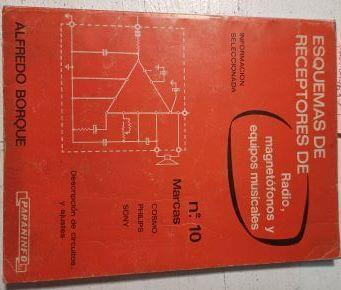 ESQUEMAS DE
RECEPTORES DE
Radio,
magnetófonos y
equipos musicales
INFORMACION
SELECCIONADA
n.º 10
Marcas
COSMO
PHILIPS
SONY
Descripción de circuitos
y ajustes
ALFREDO BORQUE
PARANINFO